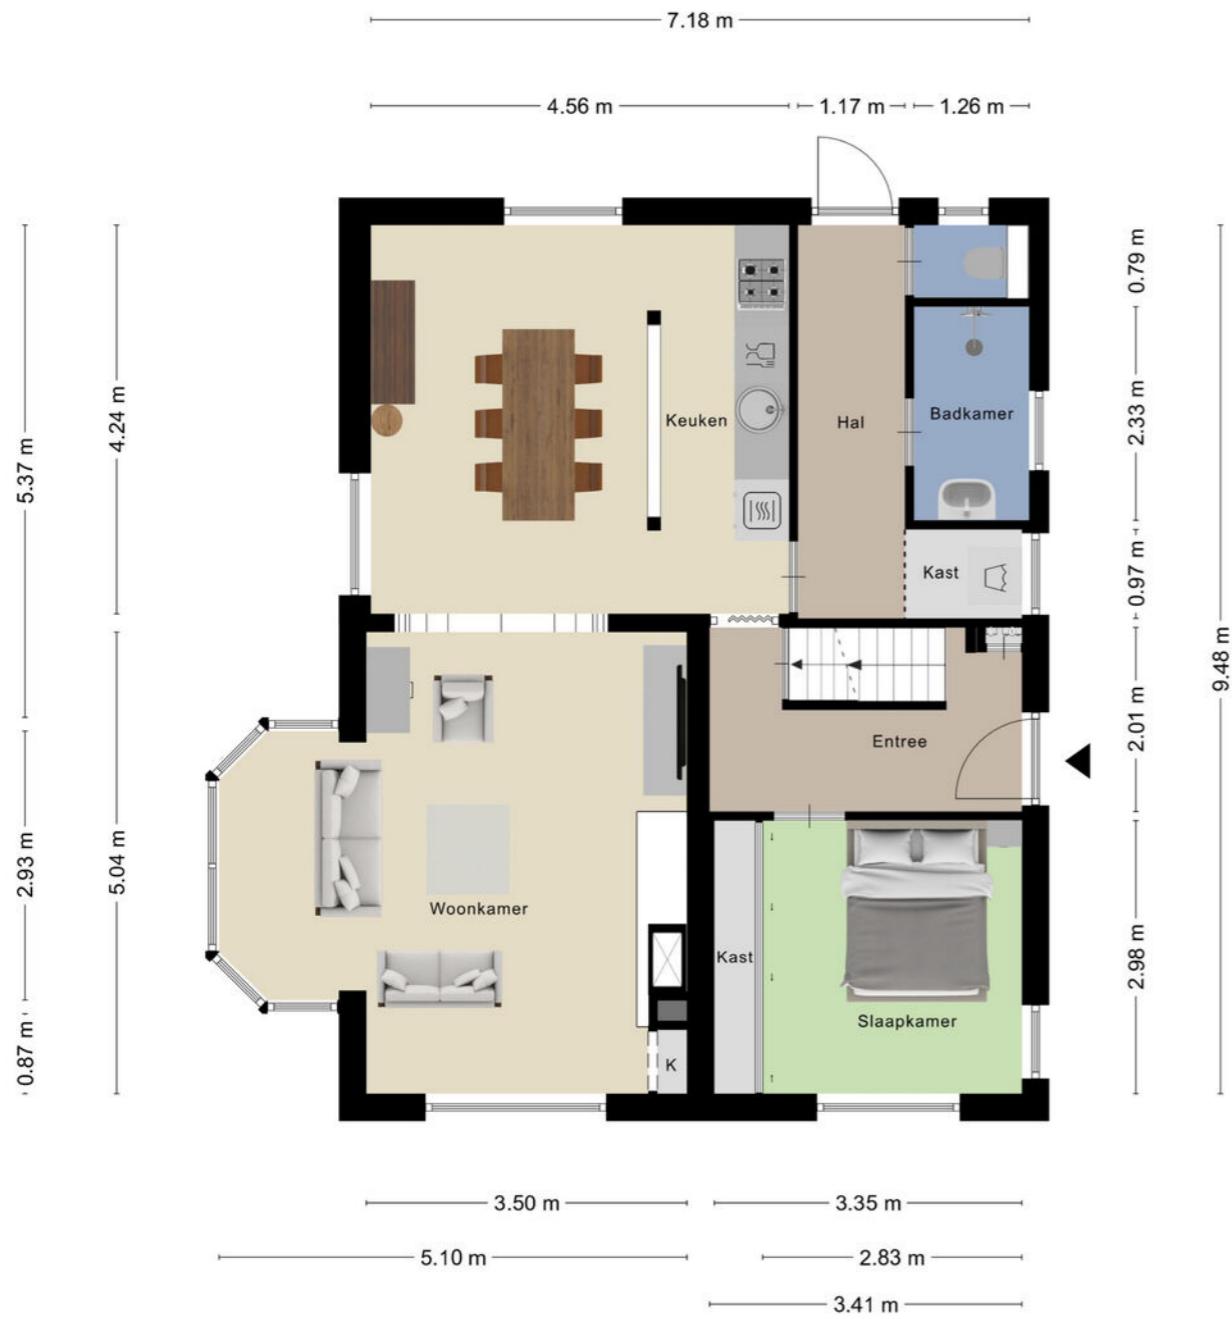 7.18 m
4.56 m
1.17 m
1.26 m
0.79 m
4.24 m
5.37 m
2.33 m
Keuken
Hal
Badkamer
0.97 m
Kast
9.48 m
2.01 m
Entree
2.93 m
5.04 m
Woonkamer
Kast
2.98 m
Slaapkamer
0.87 m
K
3.50 m
3.35 m
5.10 m
2.83 m
3.41 m